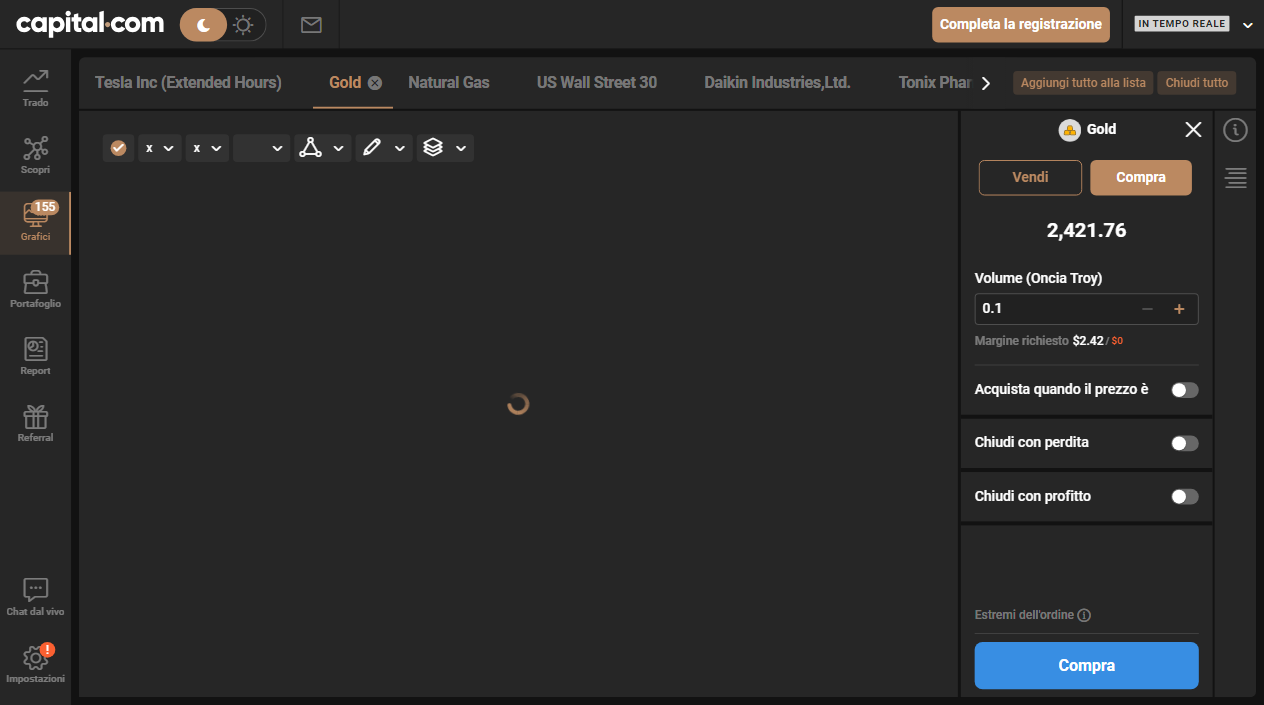 capital.com
Completa la registrazione
IN TEMPO REALE
Trado
Scopri
155
Grafici
Portafoglio
Report
Referral
Chat dal vivo
!
Impostazioni
Tesla Inc (Extended Hours)
Gold
Natural Gas
US Wall Street 30
Daikin Industries,Ltd.
Tonix Phar
Aggiungi tutto alla lista
Chiudi tutto
x
x
Gold
Vendi
Compra
2,421.76
Volume (Oncia Troy)
0.1
Margine richiesto $2.42 / $0
Acquista quando il prezzo è
Chiudi con perdita
Chiudi con profitto
Estremi dell'ordine
Compra